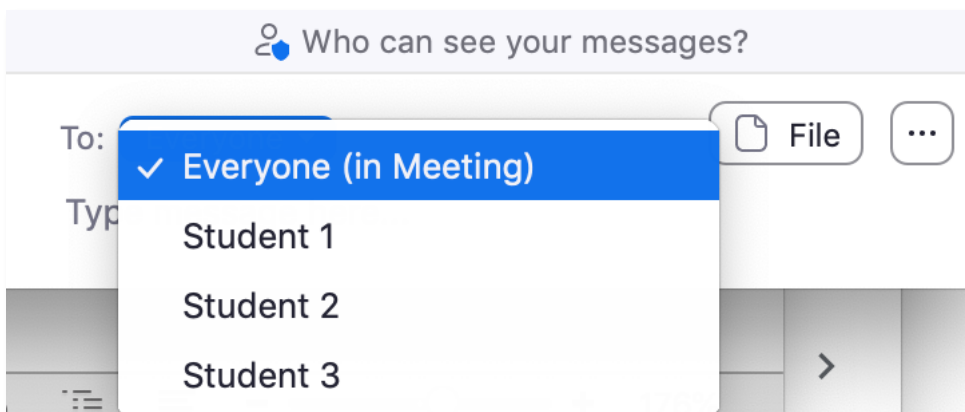 Who can see your messages?
To:
File
Everyone (in Meeting)
Typ
Student 1
Student 2
Student 3